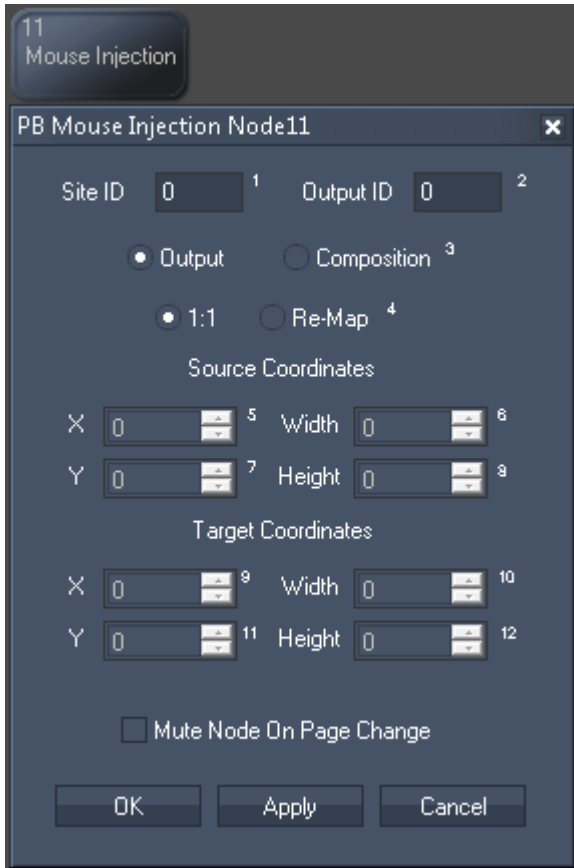 11
Mouse Injection
PB Mouse Injection Node11
Site ID 0 1 Output ID 0 2
Output Composition 3
1:1 Re-Map 4
Source Coordinates
X 0 5 Width 0 6
Y 0 7 Height 0 8
Target Coordinates
X 0 9 Width 0 10
Y 0 11 Height 0 12
Mute Node On Page Change
OK Apply Cancel